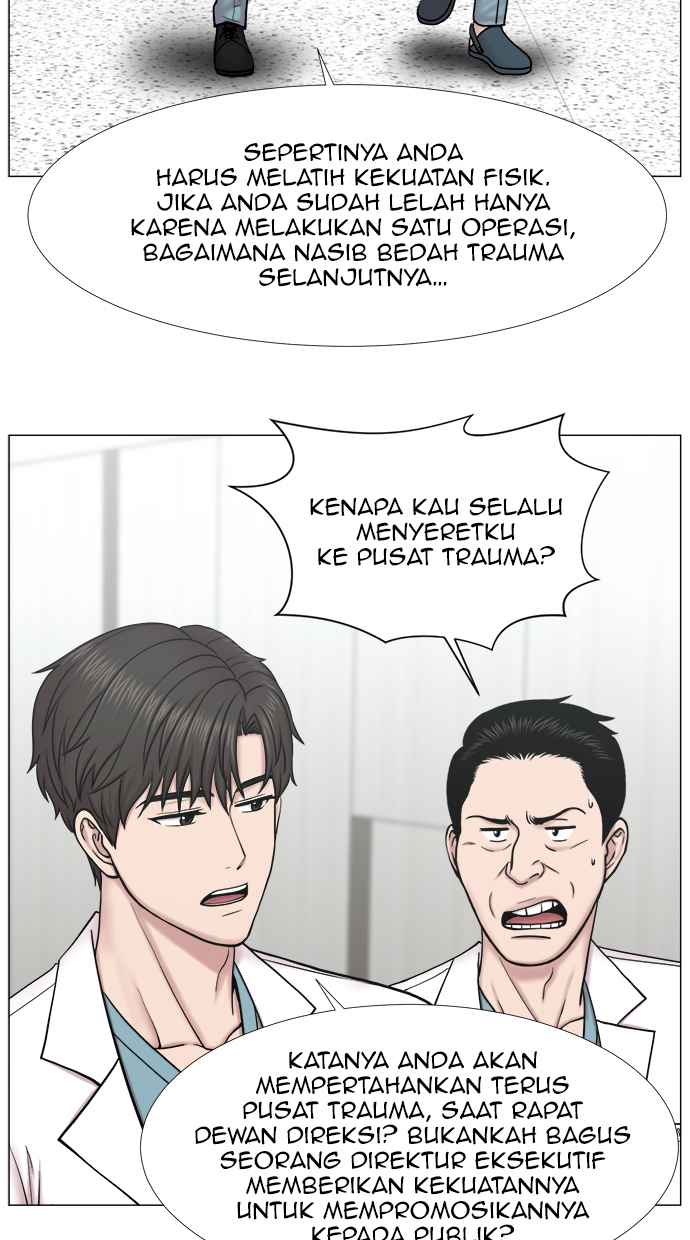 SEPERTINYA ANDA
HARUS MELATIH KEKUATAN FISIK.
JIKA ANDA SUDAH LELAH HANYA
KARENA MELAKUKAN SATU OPERASI,
BAGAIMANA NASIB BEDAH TRAUMA
SELANJUTNYA...
KENAPA KAU SELALU
MENYERETKU
KE PUSAT TRAUMA?
KATANYA ANDA AKAN
MEMPERTAHANKAN TERUS
PUSAT TRAUMA, SAAT RAPAT
DEWAN DIREKSI? BUKANKAH BAGUS
SEORANG DIREKTUR EKSEKUTIF
MEMBERIKAN KEKUATANNYA
UNTUK MEMPROMOSIKANNYA
KEPADA PUBLIK?